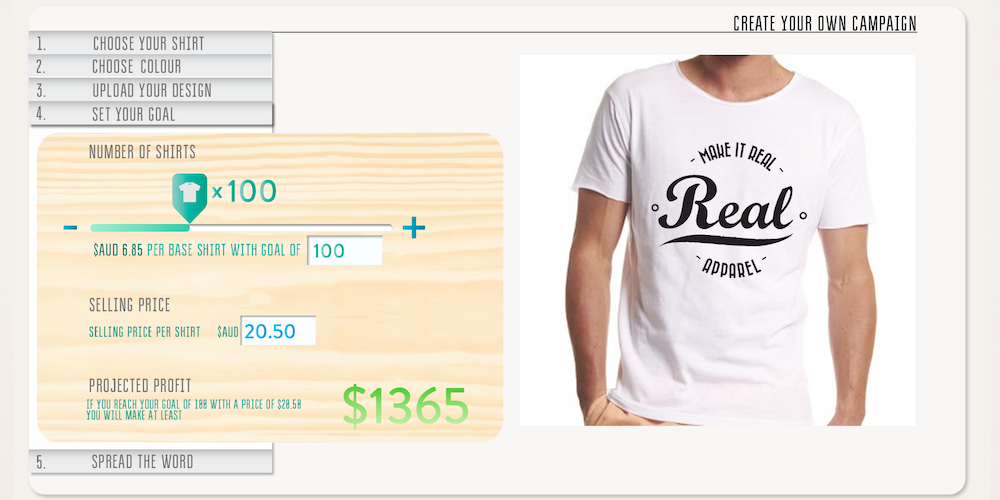 CREATE YOUR OWN CAMPAIGN
1. CHOOSE YOUR SHIRT
2. CHOOSE COLOUR
3. UPLOAD YOUR DESIGN
4. SET YOUR GOAL
NUMBER OF SHIRTS
x100
- +
$AUD 6.85 PER BASE SHIRT WITH GOAL OF 100
SELLING PRICE
SELLING PRICE PER SHIRT $AUD 20.50
PROJECTED PROFIT
IF YOU REACH YOUR GOAL OF 100 WITH A PRICE OF $20.50
YOU WILL MAKE AT LEAST
$1365
5. SPREAD THE WORD
- MAKE IT REAL -
Real
- APPAREL -